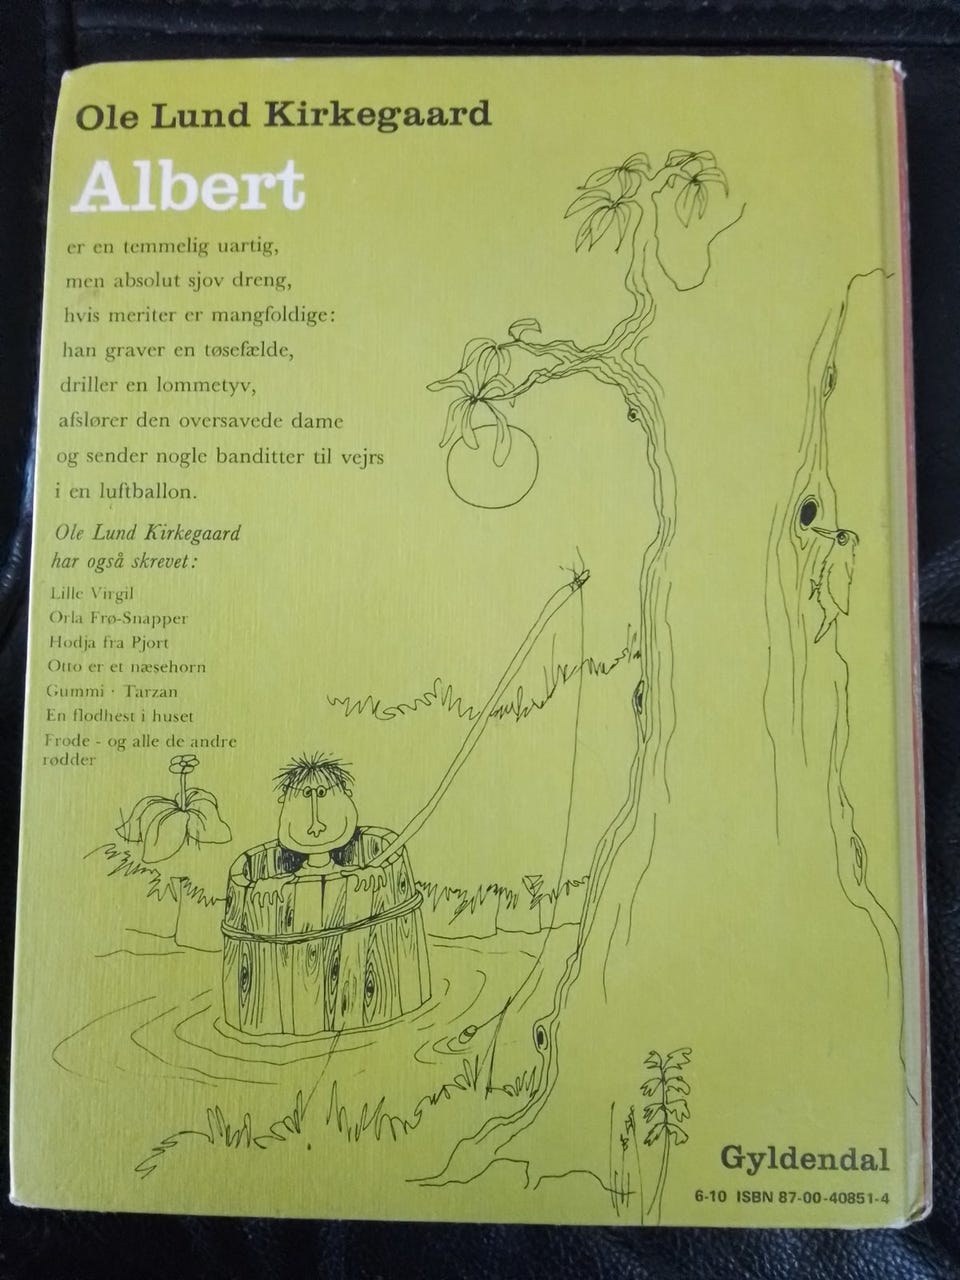 Ole Lund Kirkegaard
Albert
er en temmelig uartig,
men absolut sjov dreng,
hvis meriter er mangfoldige:
han graver en tøsefælde,
driller en lommetyv,
afslører den oversavede dame
og sender nogle banditter til vejrs
i en luftballon.
Ole Lund Kirkegaard
har også skrevet:
Lille Virgil
Orla Frø-Snapper
Hodja fra Pjort
Otto er et næsehorn
Gummi - Tarzan
En flodhest i huset
Frode - og alle de andre
rødder
Gyldendal
6-10 ISBN 87-00-40851-4